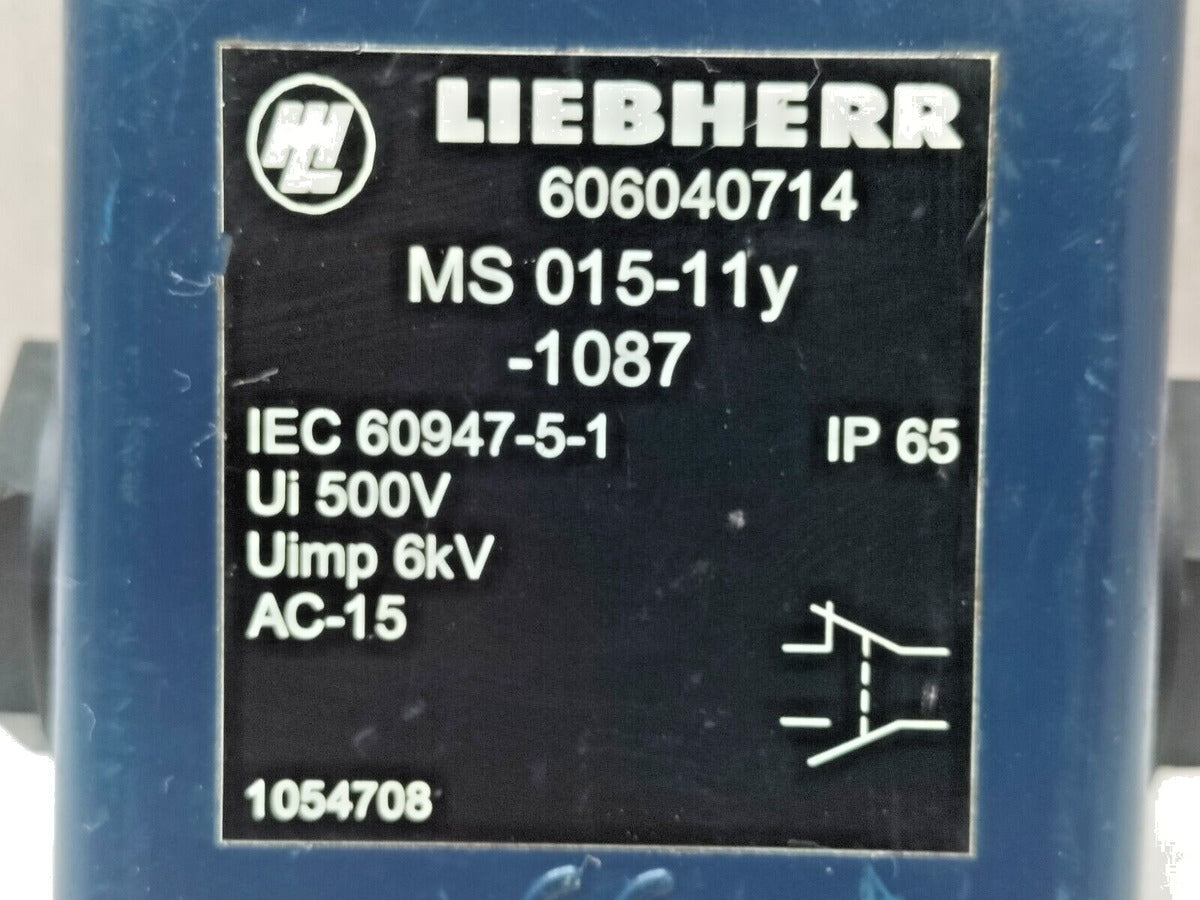 LIEBHERR
606040714
MS 015-11y
-1087
IEC 60947-5-1 IP 65
Ui 500V
Uimp 6kV
AC-15
1054708